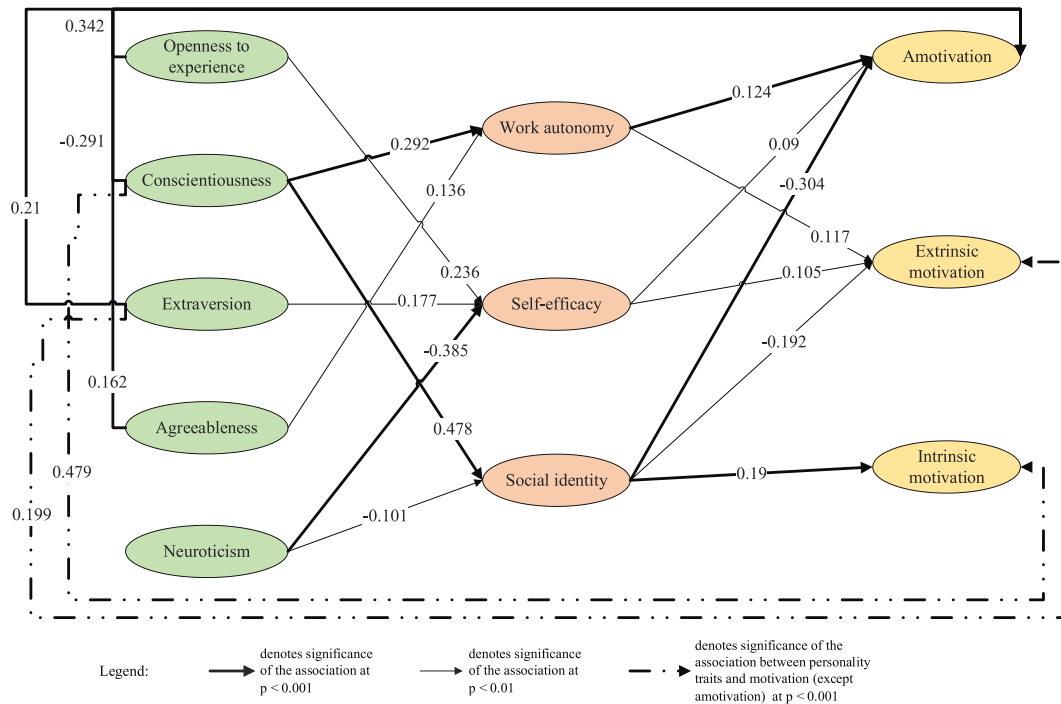 0.342
Openness to
experience
Amotivation
0.124
Work autonomy
-0.291
0.292
0.09
Conscientiousness
0.136
-0.304
0.21
0.117
Extrinsic
motivation
0.236
0.105
Extraversion
0.177
Self-efficacy
-0.192
-0.385
0.162
Agreeableness
0.478
0.479
Intrinsic
motivation
0.19
Social identity
0.199
-0.101
Neuroticism
Legend:
denotes significance
of the association at
p < 0.001
denotes significance
of the association at
p < 0.01
denotes significance of the
association between personality
traits and motivation (except
amotivation) at p < 0.001